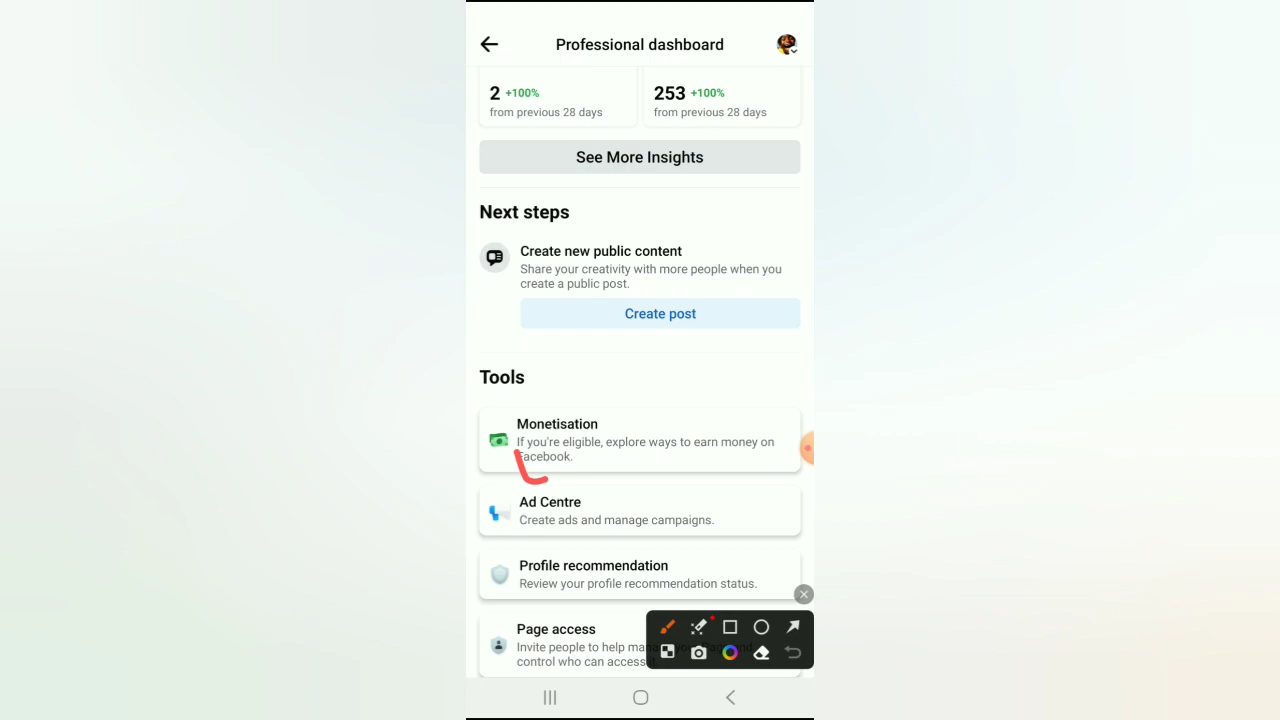 Professional dashboard
2 +100%
from previous 28 days
253 +100%
from previous 28 days
See More Insights
Next steps
Create new public content
Share your creativity with more people when you
create a public post.
Create post
Tools
Monetisation
If you're eligible, explore ways to earn money on
Facebook.
Ad Centre
Create ads and manage campaigns.
Profile recommendation
Review your profile recommendation status.
Page access
Invite people to help
control who can access